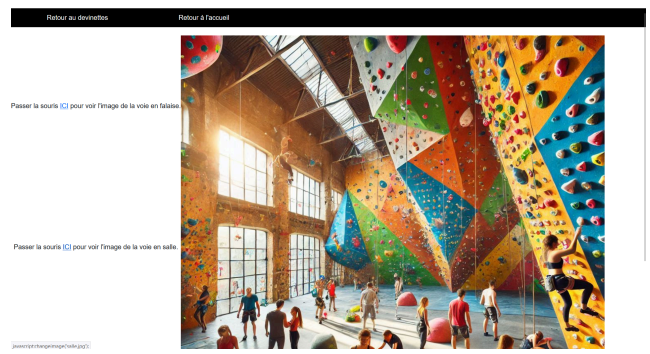 Retour au devinettes
Retour à l'accueil
Passer la souris ICI pour voir l'image de la voie en falaise.
Passer la souris ICI pour voir l'image de la voie en salle.
javascript:changeimage('salle.jpg');